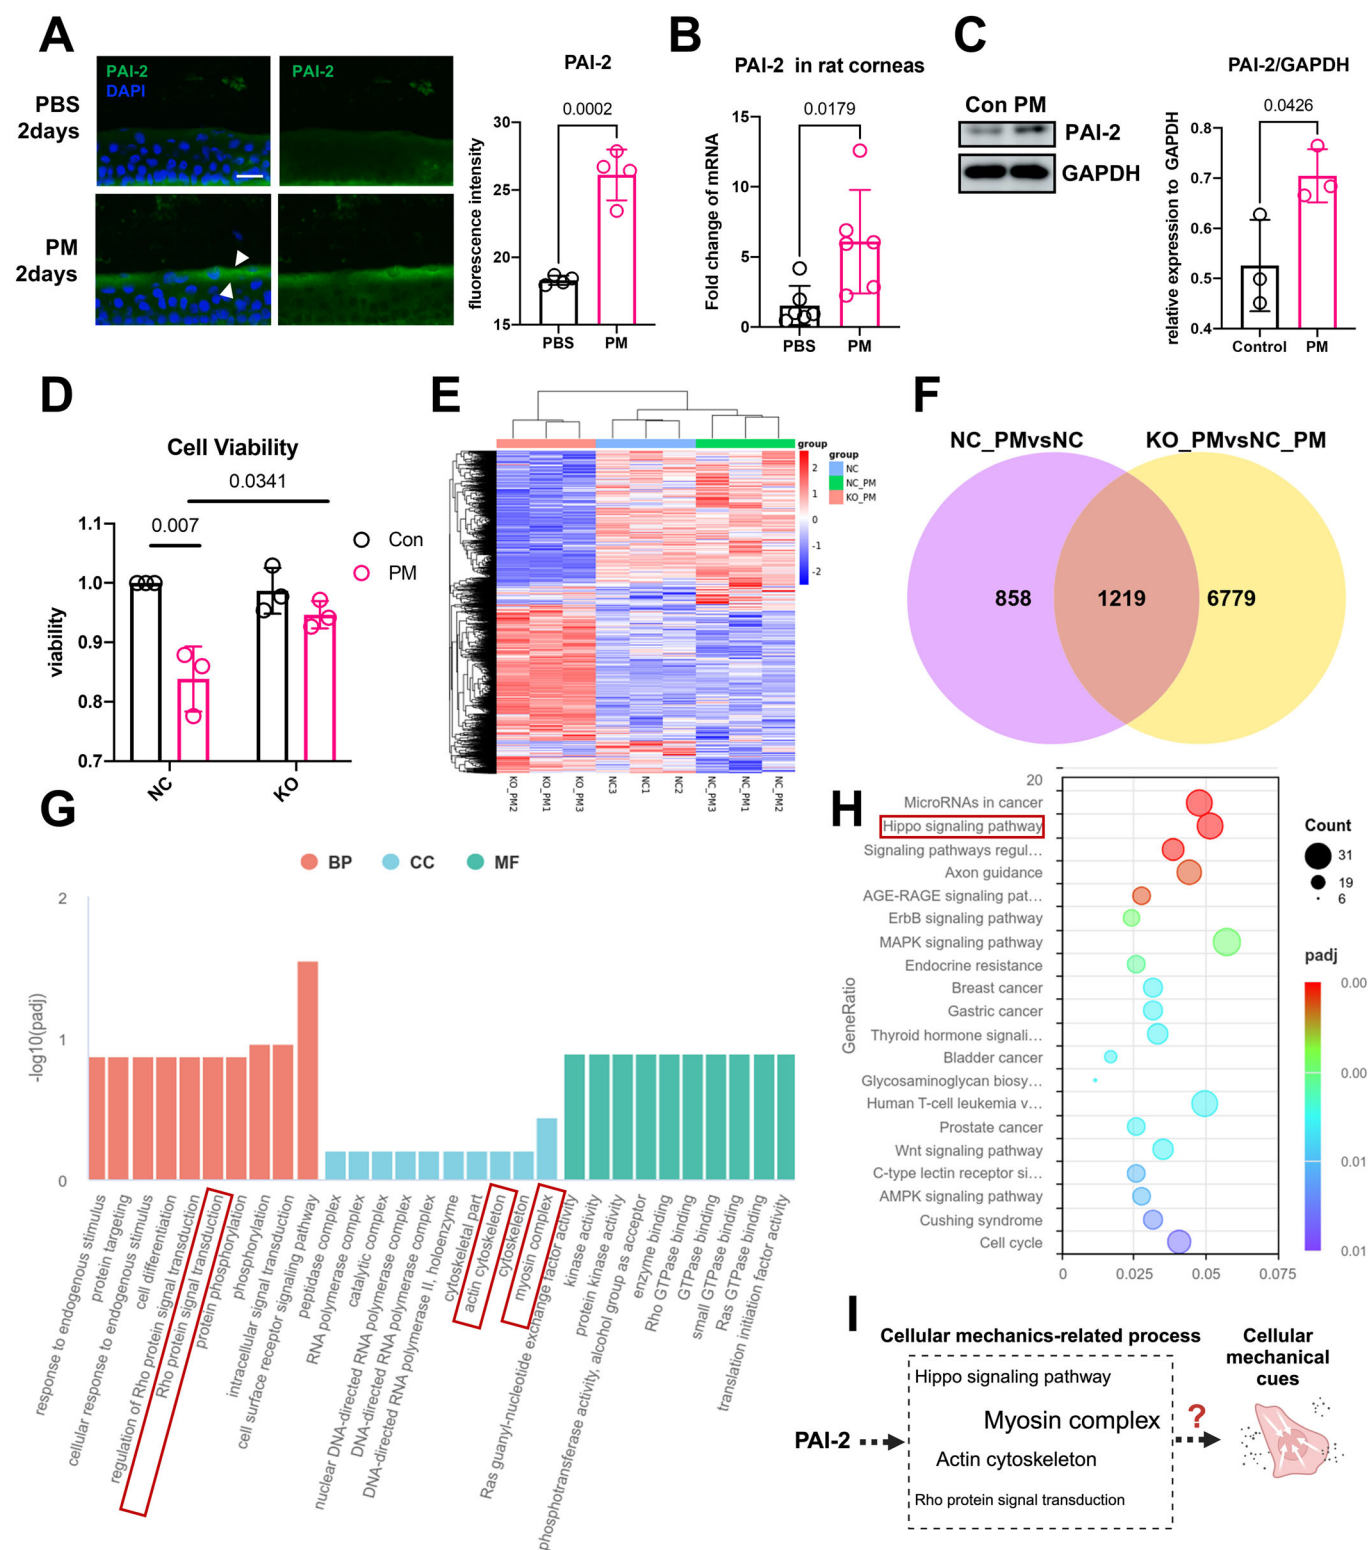 A
PAI-2
DAPI
PAI-2
PBS
2days
PM
2days
PAI-2
0.0002
fluorescence intensity
30
25
20
15
PBS
PM
B
PAI-2 in rat corneas
0.0179
Fold change of mRNA
15
10
5
0
PBS
PM
C
Con PM
PAI-2
GAPDH
PAI-2/GAPDH
0.0426
relative expression to GAPDH
0.8
0.7
0.6
0.5
0.4
Control
PM
D
Cell Viability
0.0341
0.007
viability
1.1
1.0
0.9
0.8
0.7
NC
KO
Con
PM
E
group
2
1
0
-1
-2
group
NC
NC_PM
KO_PM
KO_PM2
KO_PM1
KO_PM3
NC3
NC1
NC2
NC_PM3
NC_PM1
NC_PM2
F
NC_PMvsNC
KO_PMvsNC_PM
858
1219
6779
G
BP
CC
MF
-log10(padj)
2
1
0
response to endogenous stimulus
protein targeting
cellular response to endogenous stimulus
cell differentiation
regulation of Rho protein signal transduction
Rho protein signal transduction
protein phosphorylation
phosphorylation
intracellular signal transduction
cell surface receptor signaling pathway
peptidase complex
RNA polymerase complex
catalytic complex
nuclear DNA-directed RNA polymerase complex
DNA-directed RNA polymerase complex
DNA-directed RNA polymerase II, holoenzyme
cytoskeletal part
actin cytoskeleton
cytoskeleton
myosin complex
Ras guanyl-nucleotide exchange factor activity
kinase activity
protein kinase activity
phosphotransferase activity, alcohol group as acceptor
enzyme binding
Rho GTPase binding
GTPase binding
small GTPase binding
Ras GTPase binding
translation initiation factor activity
H
20
MicroRNAs in cancer
Hippo signaling pathway
Signaling pathways regul...
Axon guidance
AGE-RAGE signaling pat...
ErbB signaling pathway
MAPK signaling pathway
Endocrine resistance
Breast cancer
Gastric cancer
Thyroid hormone signali...
Bladder cancer
Glycosaminoglycan biosy...
Human T-cell leukemia v...
Prostate cancer
Wnt signaling pathway
C-type lectin receptor si...
AMPK signaling pathway
Cushing syndrome
Cell cycle
GeneRatio
0
0.025
0.05
0.075
Count
31
19
6
padj
0.00
0.00
0.01
0.01
I
Cellular mechanics-related process
Hippo signaling pathway
Myosin complex
Actin cytoskeleton
Rho protein signal transduction
PAI-2
?
Cellular
mechanical
cues